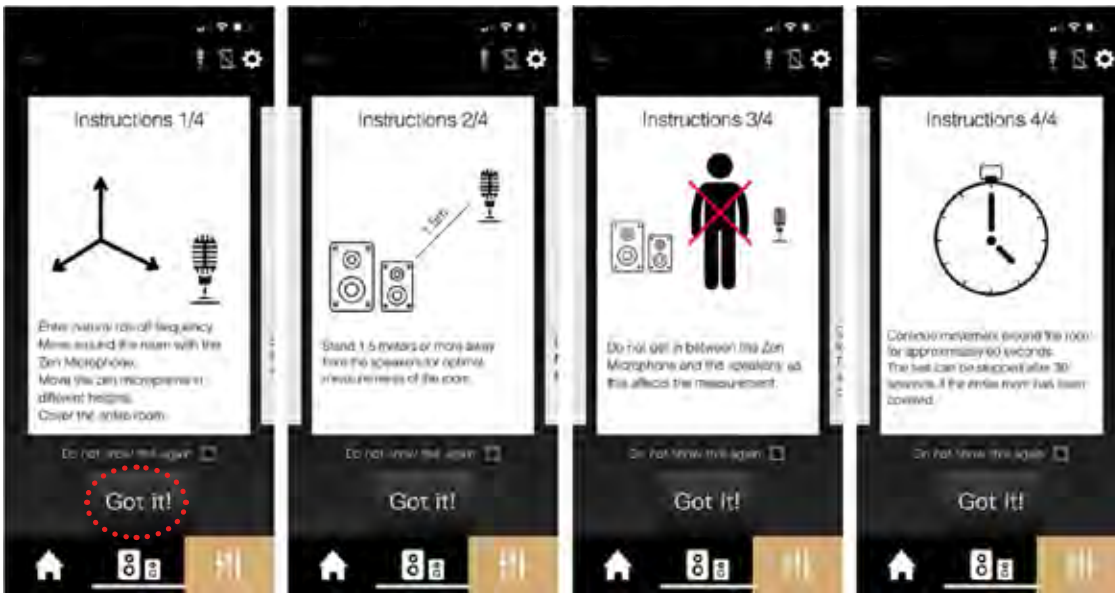 Instructions 1/4
Enter natural roll-off frequency
Move around the room with the
Zen Microphone.
Move the zen microphone in
different heights.
Cover the entire room.
Do not show this again
Got it!
Instructions 2/4
1.5m
Stand 1.5 meters or more away
from the speakers for optimal
measurements of the room.
Do not show this again
Got it!
Instructions 3/4
Do not get in between the Zen
Microphone and the speakers as
this affects the measurement.
Do not show this again
Got it!
Instructions 4/4
Continue movement around the room
for approximately 60 seconds.
The test can be stopped after 30
seconds, if the entire room has been
covered.
Do not show this again
Got it!